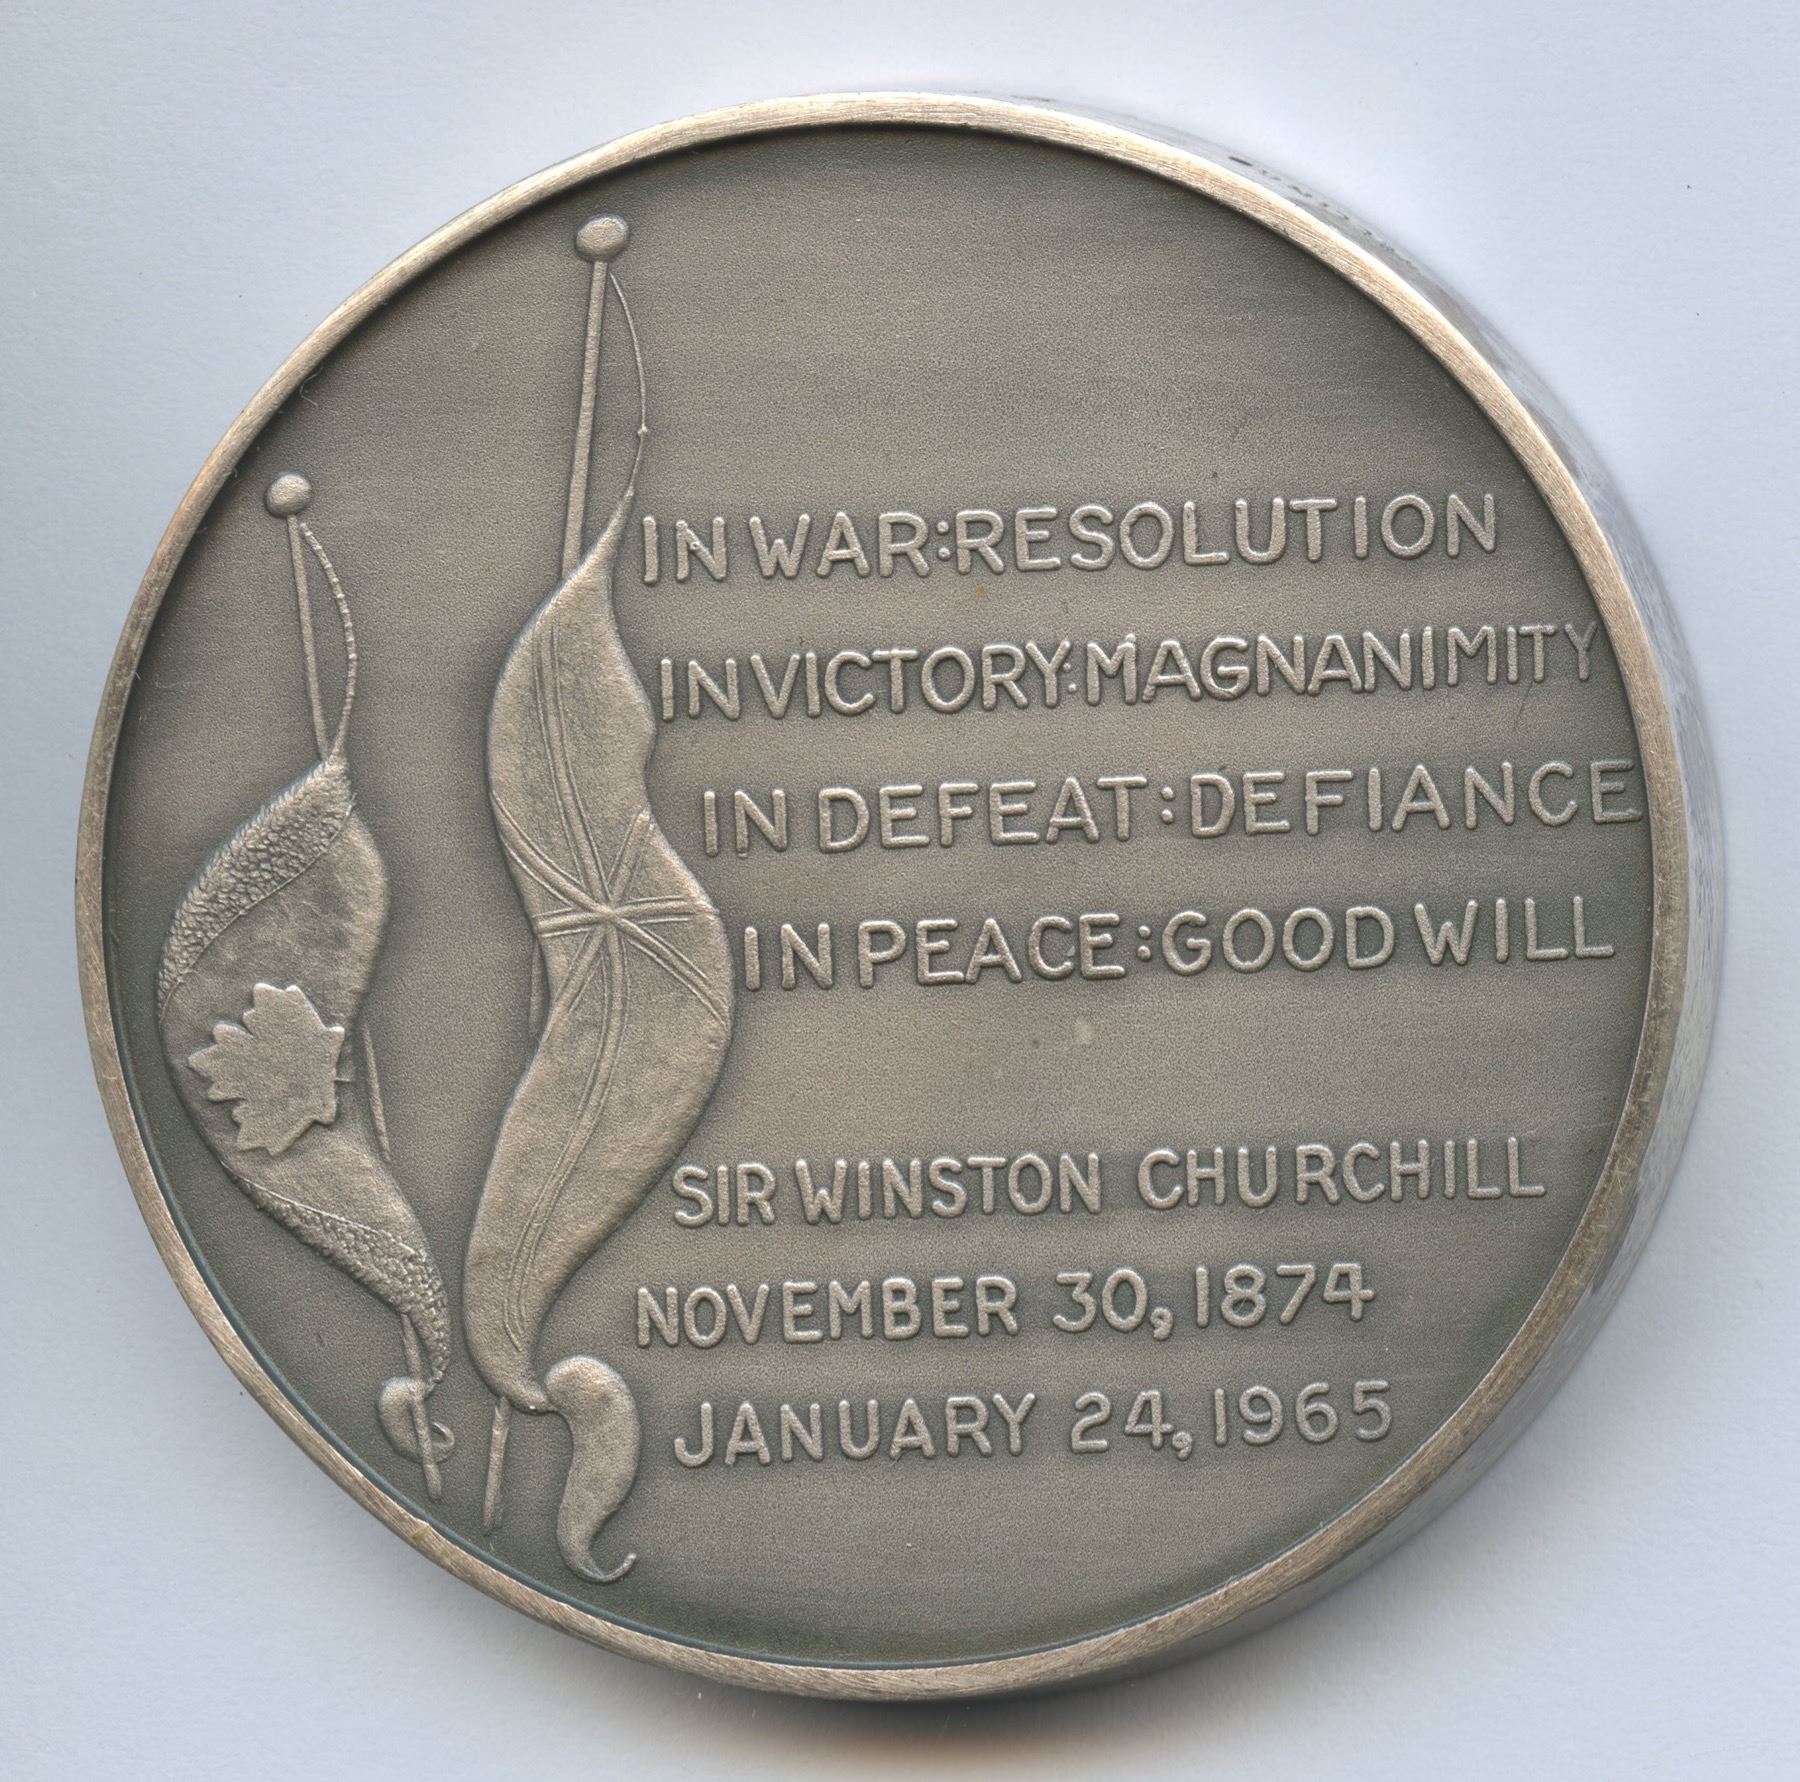 IN WAR:RESOLUTION
IN VICTORY:MAGNANIMITY
IN DEFEAT:DEFIANCE
IN PEACE:GOOD WILL
SIR WINSTON CHURCHILL
NOVEMBER 30, 1874
JANUARY 24, 1965